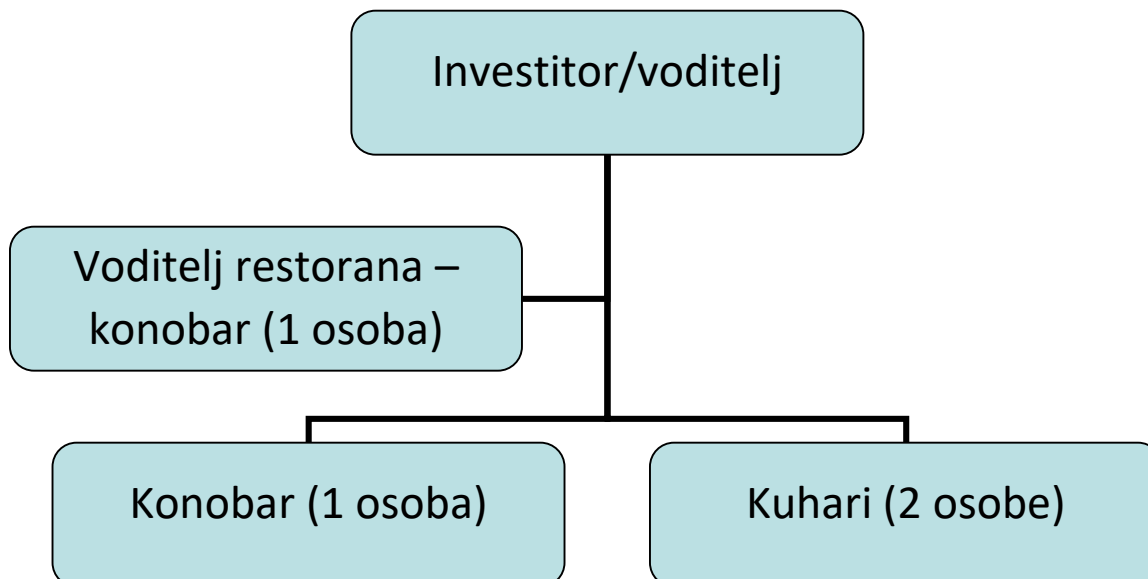 Investitor/voditelj
Voditelj restorana –
konobar (1 osoba)
Konobar (1 osoba)
Kuhari (2 osobe)